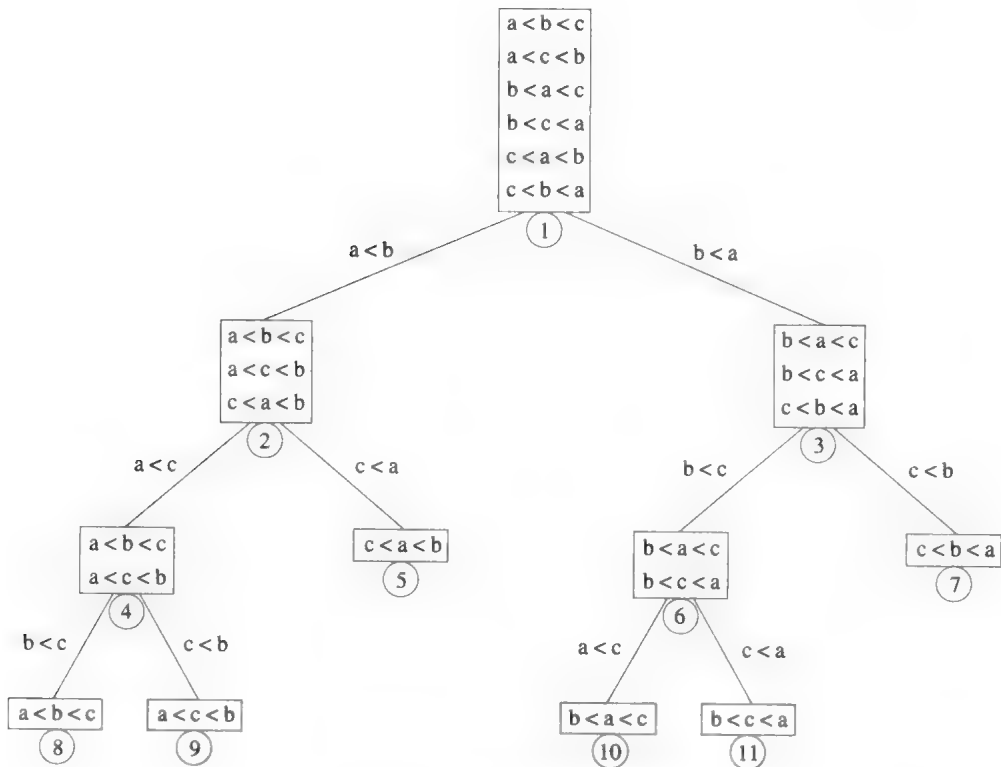 a < b < c
a < c < b
b < a < c
b < c < a
c < a < b
c < b < a
1
a < b
b < a
a < b < c
a < c < b
c < a < b
2
b < a < c
b < c < a
c < b < a
3
a < c
c < a
b < c
c < b
a < b < c
a < c < b
4
c < a < b
5
b < a < c
b < c < a
6
c < b < a
7
b < c
c < b
a < c
c < a
a < b < c
8
a < c < b
9
b < a < c
10
b < c < a
11